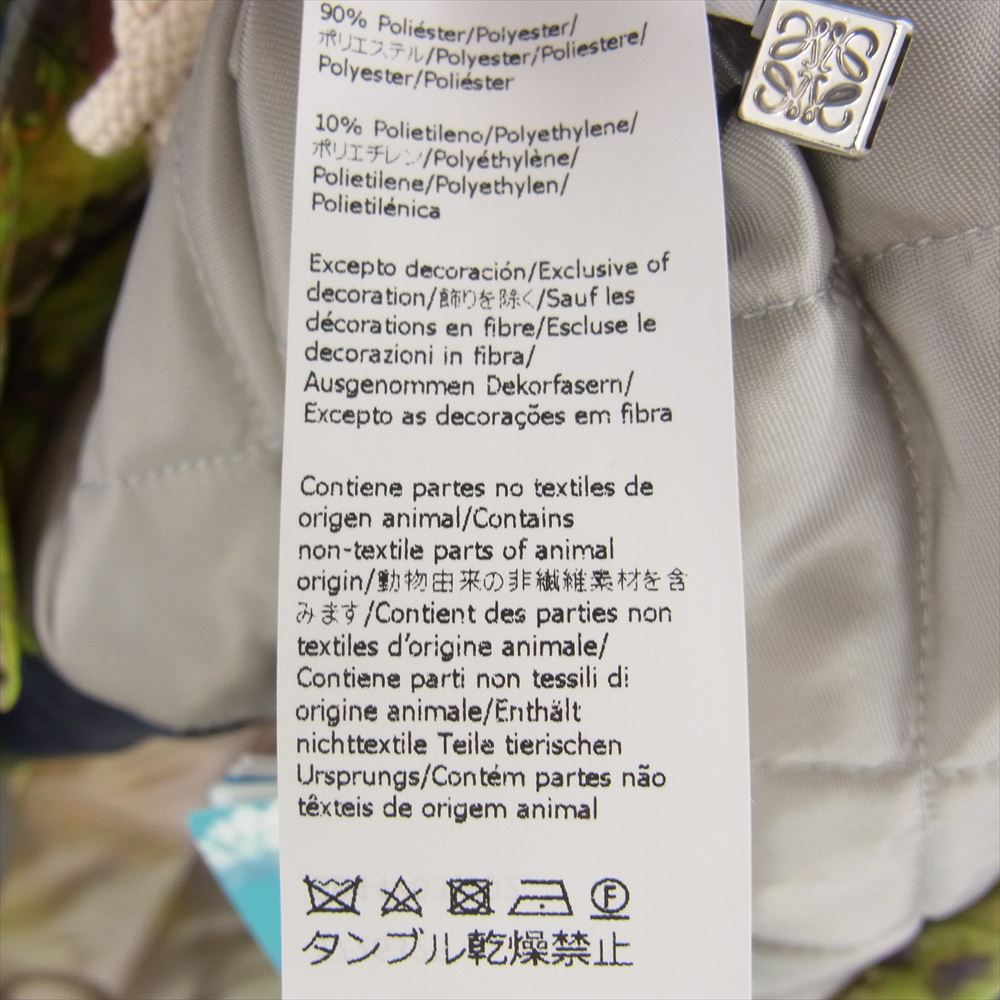 90% Poliéster/Polyester/
ポリエステル/Polyester/Poliestere/
Polyester/Poliéster
10% Polietileno/Polyethylene/
ポリエチレン/Polyéthylène/
Polietilene/Polyethylen/
Polietilénica
Excepto decoración/Exclusive of
decoration/飾りを除く/Sauf les
décorations en fibre/Escluse le
decorazioni in fibra/
Ausgenommen Dekorfasern/
Excepto as decorações em fibra
Contiene partes no textiles de
origen animal/Contains
non-textile parts of animal
origin/動物由来の非繊維素材を含
みます/Contient des parties non
textiles d'origine animale/
Contiene parti non tessili di
origine animale/Enthält
nichttextile Teile tierischen
Ursprungs/Contém partes não
têxteis de origem animal
F
タンブル乾燥禁止